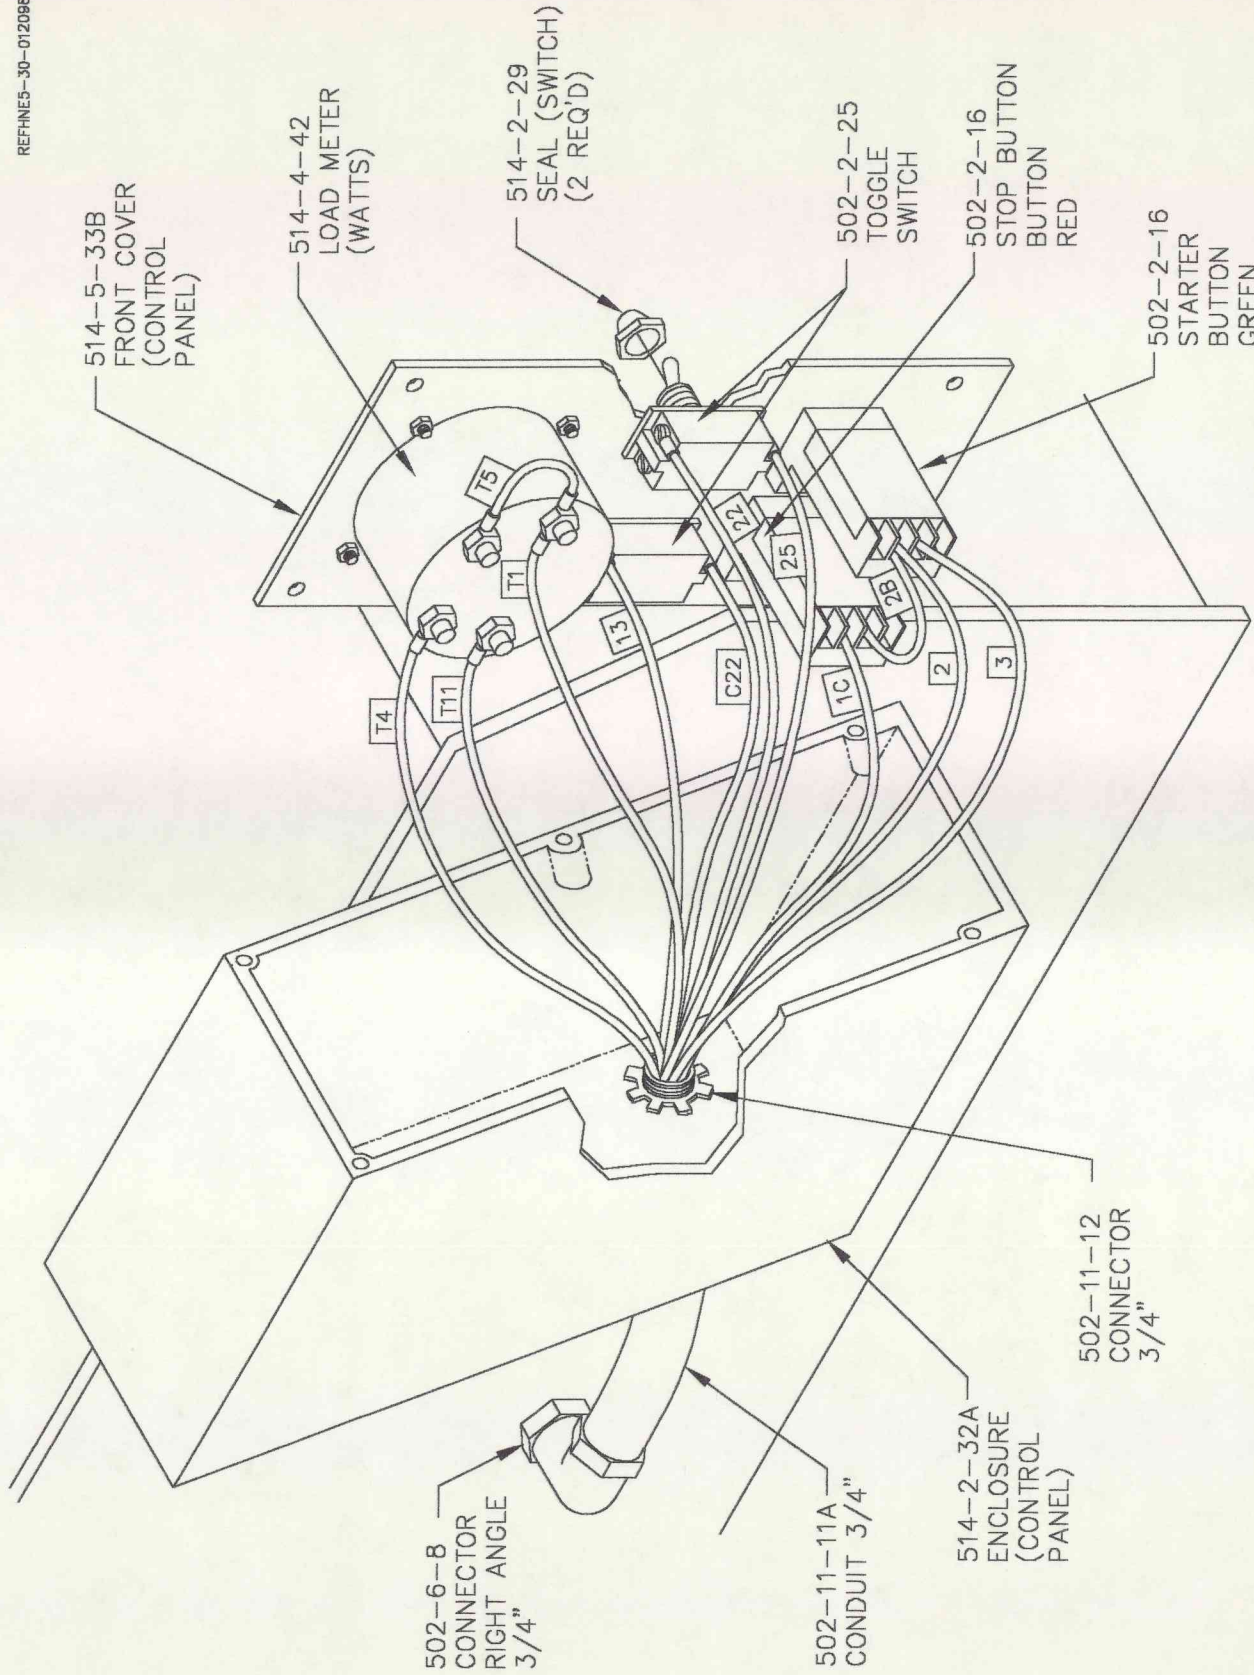 REFHNE5-30-012098
514-5-33B
FRONT COVER
(CONTROL
PANEL)
514-4-42
LOAD METER
(WATTS)
514-2-29
SEAL (SWITCH)
(2 REQ'D)
502-2-25
TOGGLE
SWITCH
502-2-16
STOP BUTTON
BUTTON
RED
502-2-16
STARTER
BUTTON
GREEN
T5
T1
T4
T11
13
C22
22
25
1C
2B
2
3
502-6-8
CONNECTOR
RIGHT ANGLE
3/4"
502-11-11A
CONDUIT 3/4"
514-2-32A
ENCLOSURE
(CONTROL
PANEL)
502-11-12
CONNECTOR
3/4"